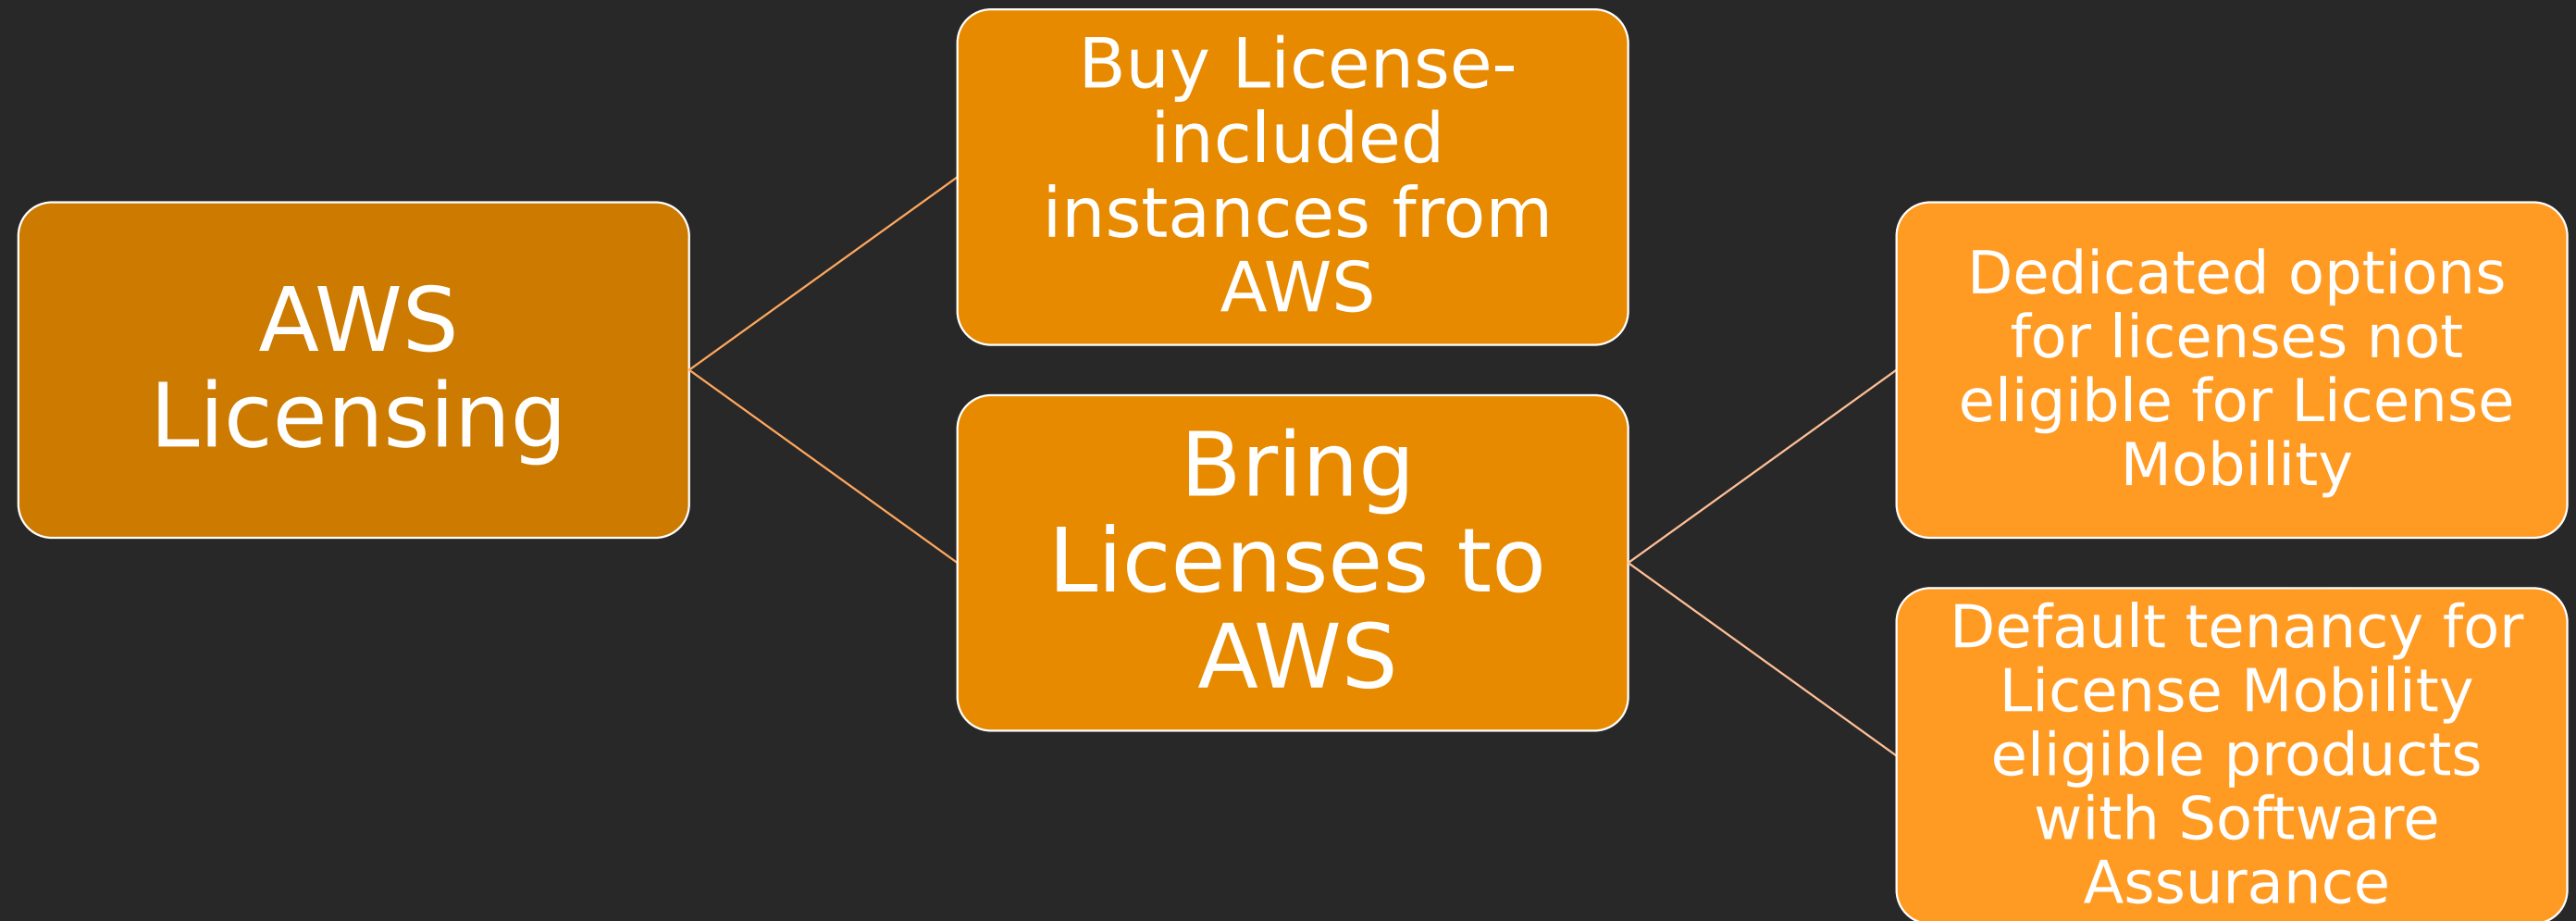 AWS
Licensing
Buy License-
included
instances from
AWS
Bring
Licenses to
AWS
Dedicated options
for licenses not
eligible for License
Mobility
Default tenancy for
License Mobility
eligible products
with Software
Assurance